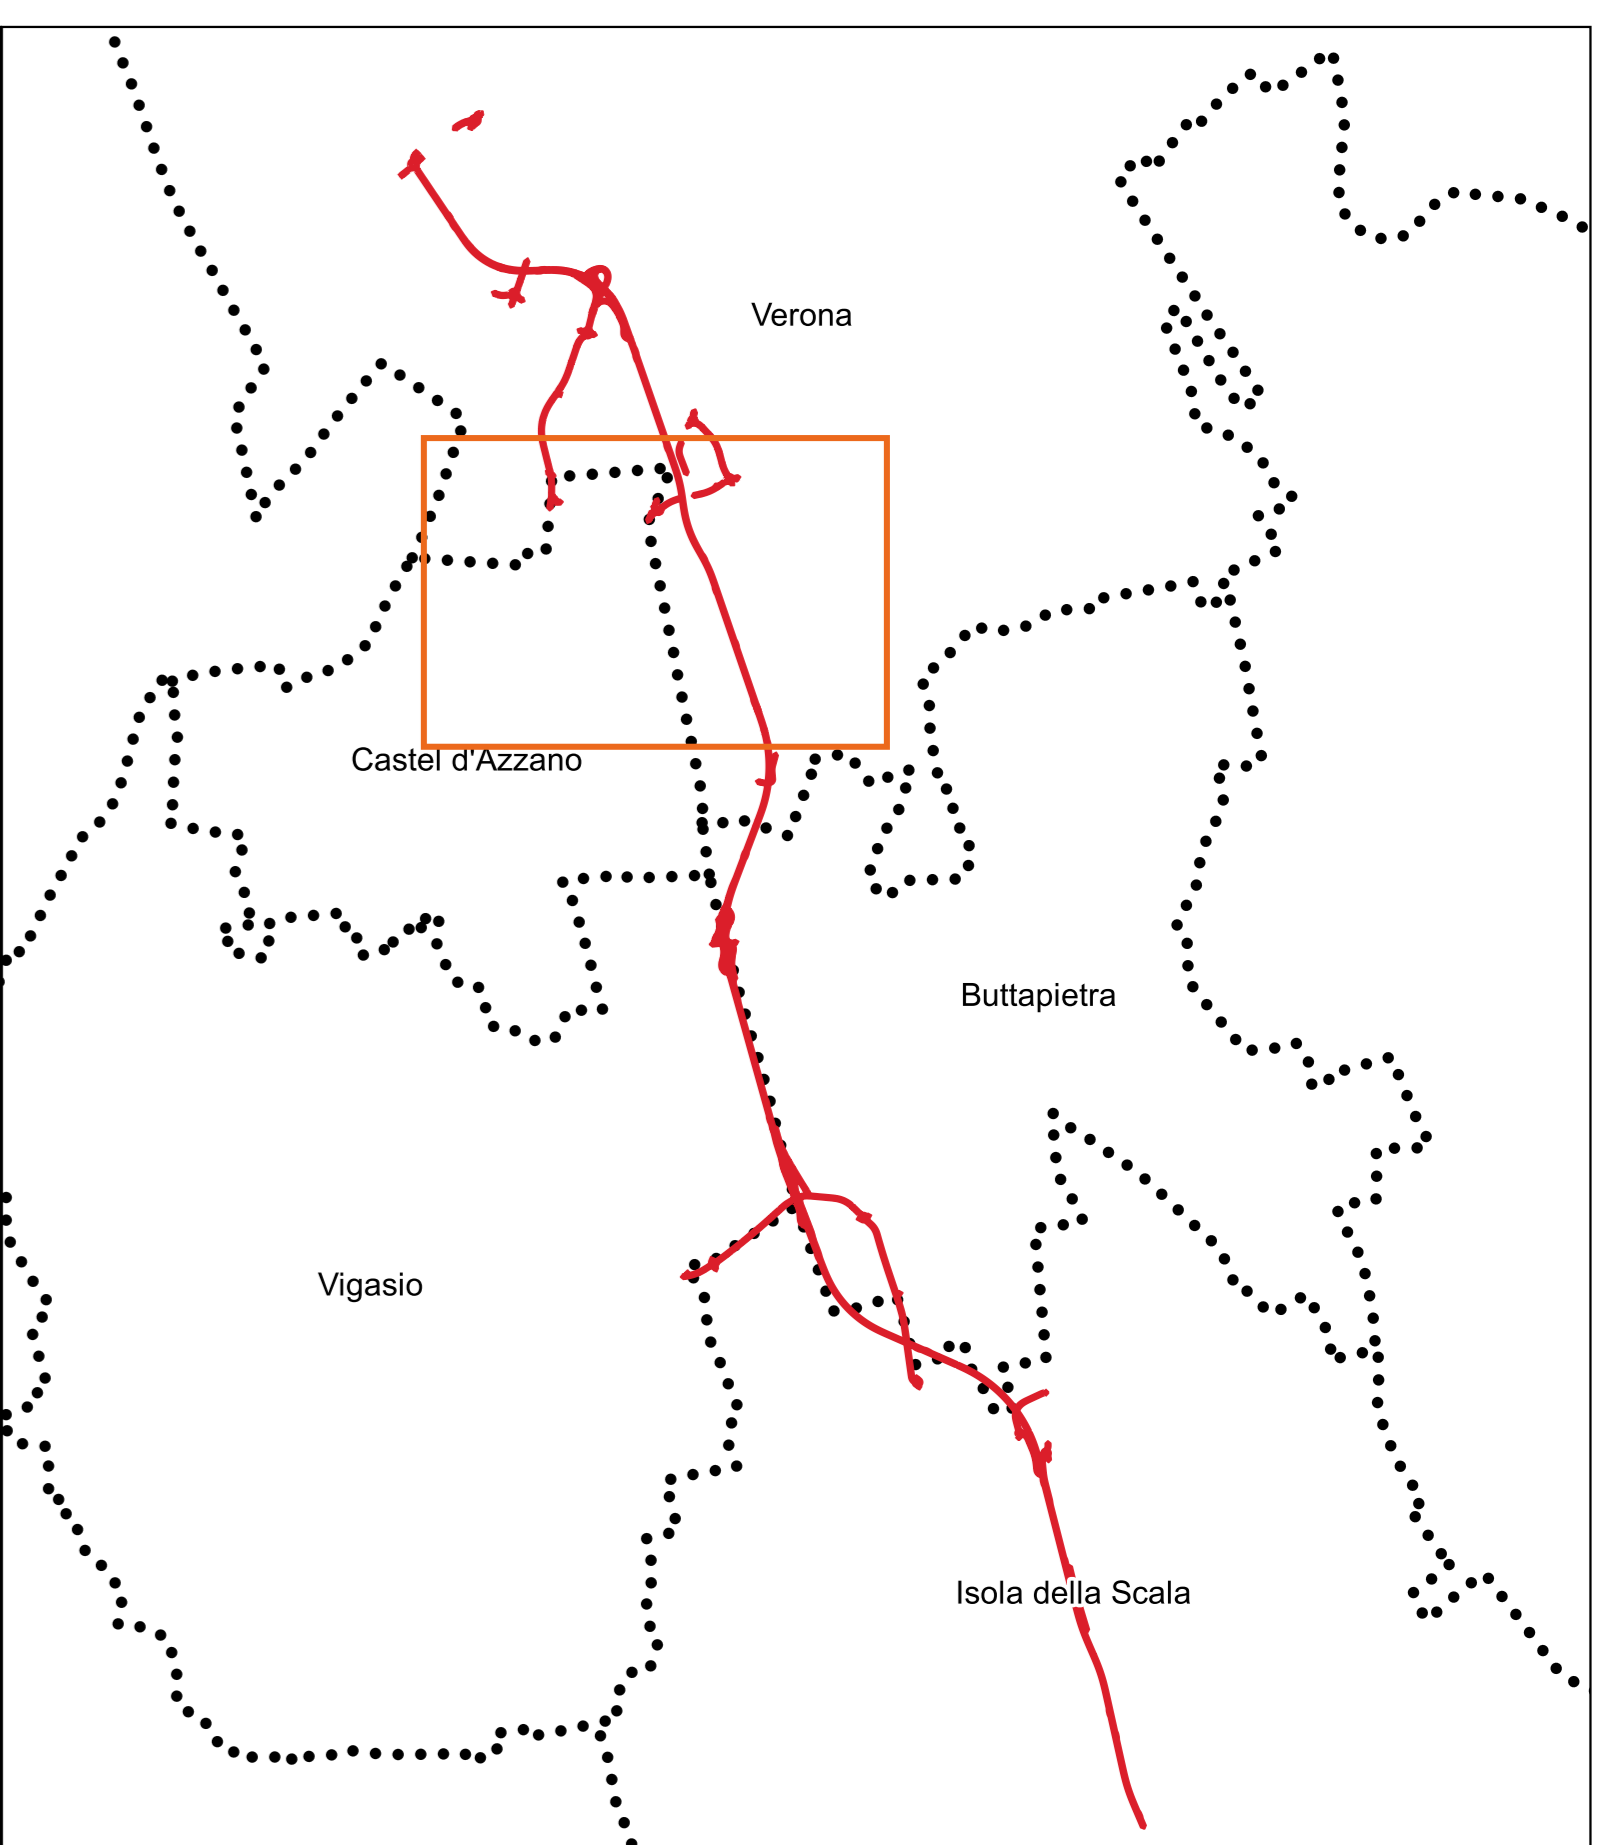 Verona
Castel d'Azzano
Buttapietra
Vigasio
Isola della Scala